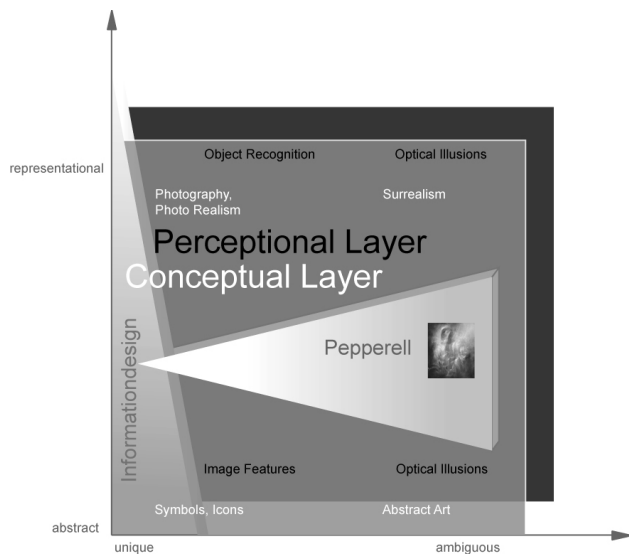 Object Recognition
Optical Illusions
representational
Photography,
Photo Realism
Surrealism
Perceptional Layer
Conceptual Layer
Informationdesign
Pepperell
Image Features
Optical Illusions
Symbols, Icons
Abstract Art
abstract
unique
ambiguous